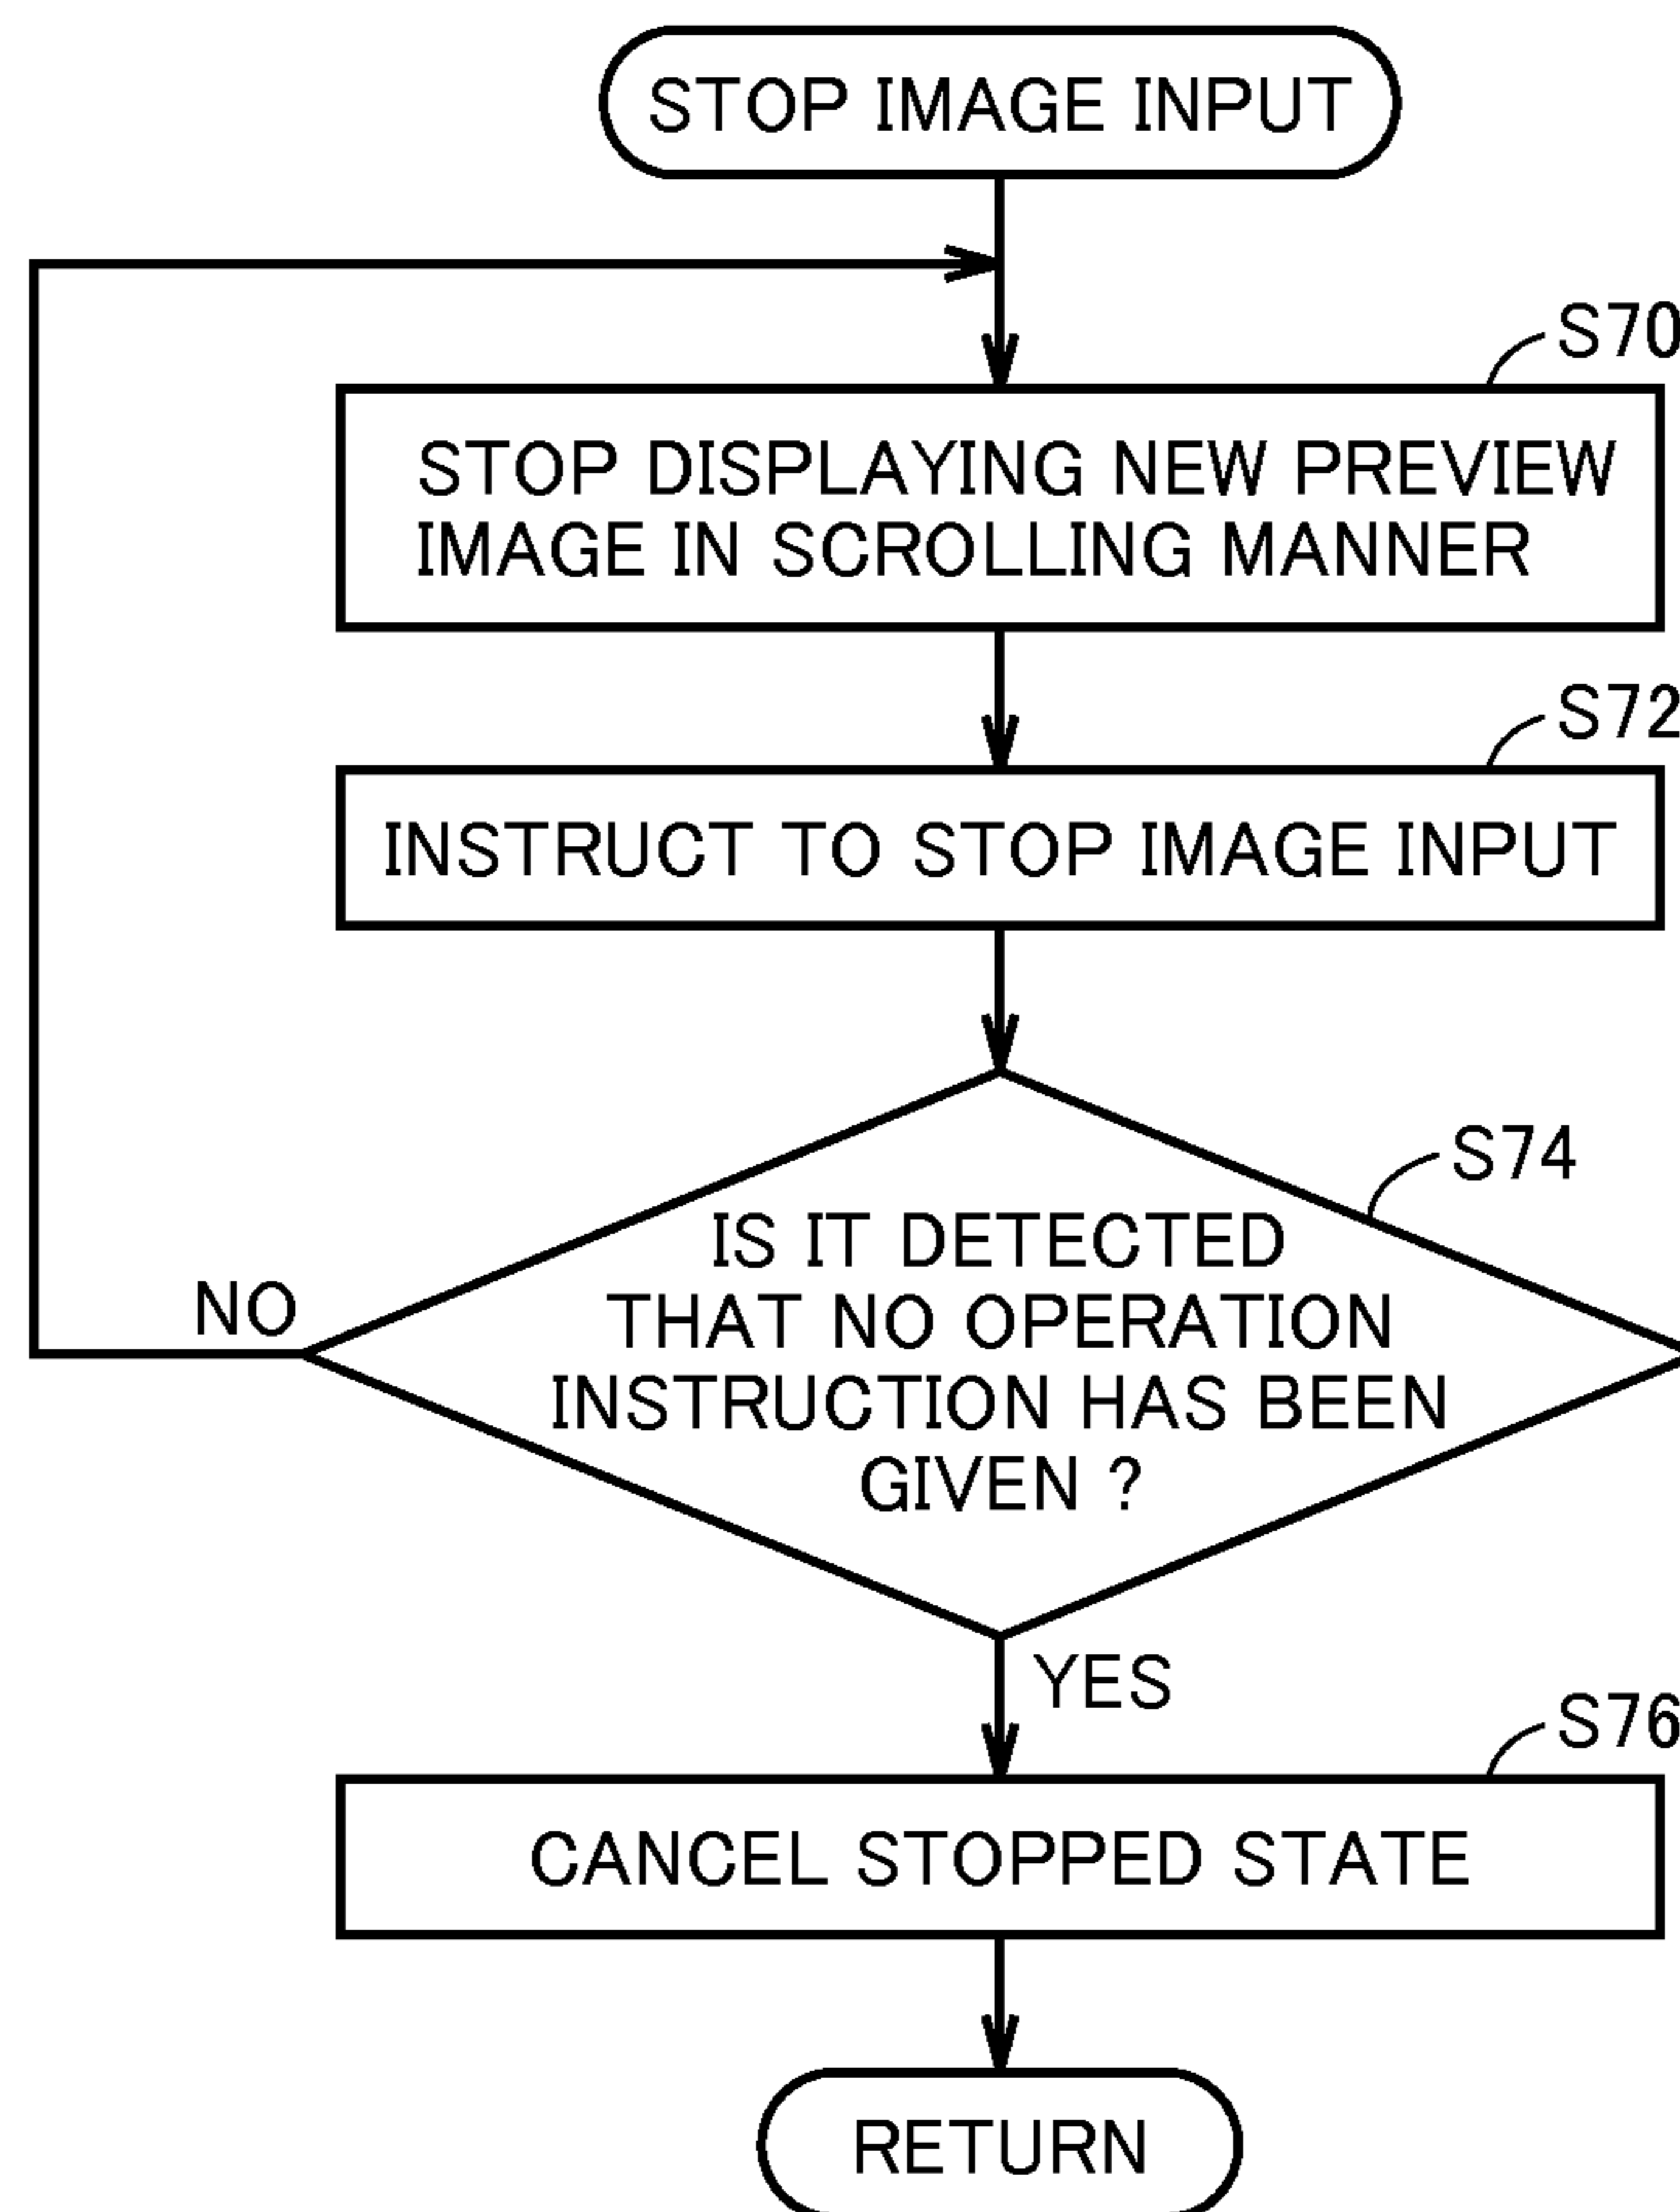 STOP IMAGE INPUT
S70
STOP DISPLAYING NEW PREVIEW
IMAGE IN SCROLLING MANNER
S72
INSTRUCT TO STOP IMAGE INPUT
S74
IS IT DETECTED
THAT NO OPERATION
INSTRUCTION HAS BEEN
GIVEN ?
NO
YES
S76
CANCEL STOPPED STATE
RETURN